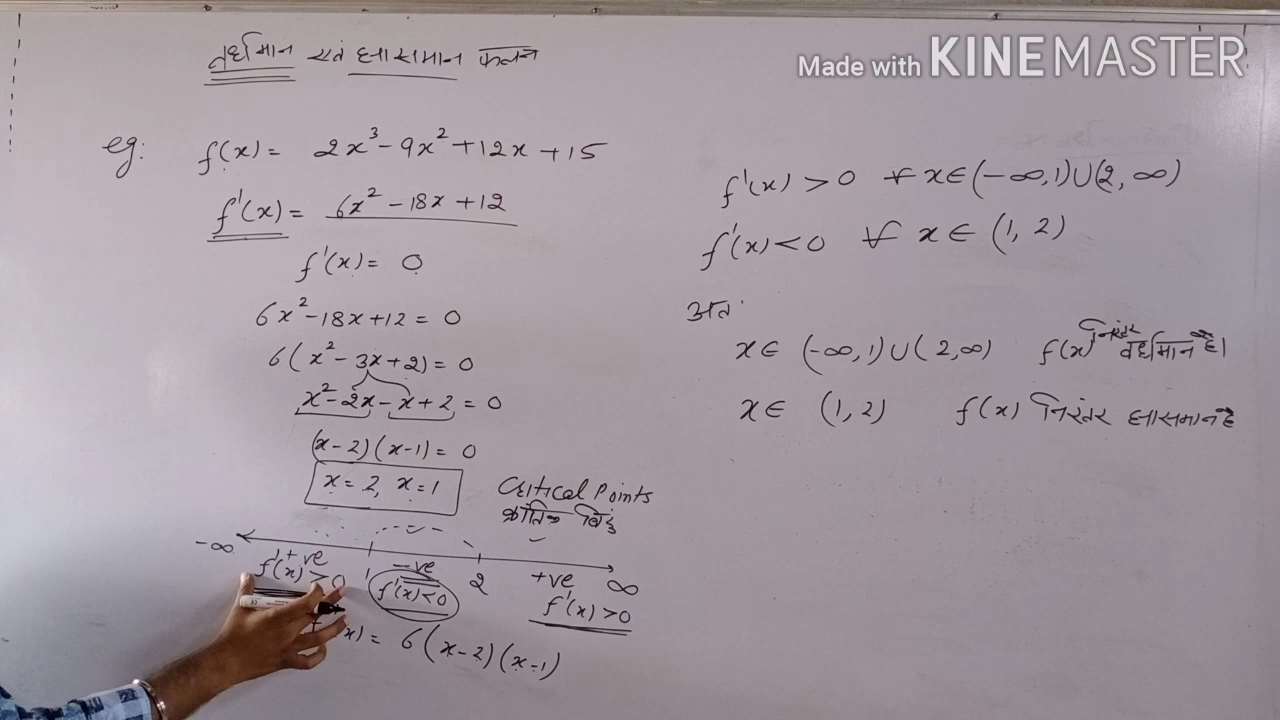 वर्धमान एवं ह्रासमान फलन
Made with KINEMASTER
eg: f(x) = 2x³ - 9x² + 12x + 15
f'(x) = 6x² - 18x + 12
f'(x) = 0
6x² - 18x + 12 = 0
6(x² - 3x + 2) = 0
x² - 2x - x + 2 = 0
(x-2)(x-1) = 0
x = 2, x = 1
Critical Points
क्रांतिक बिंदु
-∞ 1 2 ∞
+ve -ve +ve
f'(x) > 0 f'(x) < 0 f'(x) > 0
(x) = 6(x-2)(x-1)
f'(x) > 0 ∀ x ∈ (-∞, 1) ∪ (2, ∞)
f'(x) < 0 ∀ x ∈ (1, 2)
अतः
x ∈ (-∞, 1) ∪ (2, ∞) f(x) निरंतर वर्धमान है।
x ∈ (1, 2) f(x) निरंतर ह्रासमान है